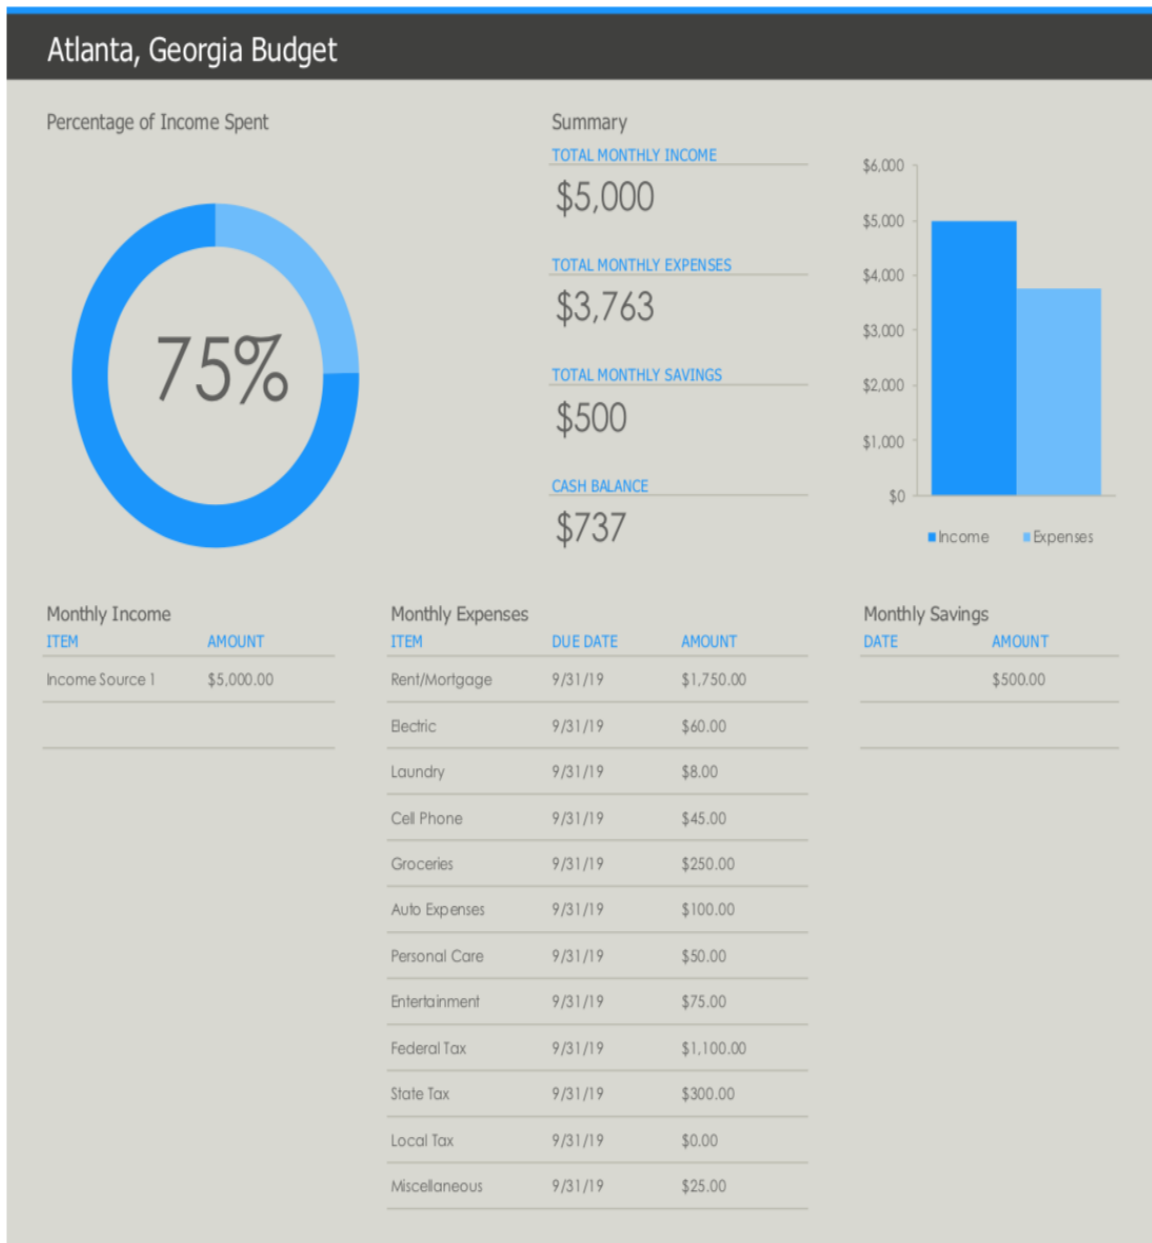 Atlanta, Georgia Budget
Percentage of Income Spent
75%
Summary
TOTAL MONTHLY INCOME
$5,000
TOTAL MONTHLY EXPENSES
$3,763
TOTAL MONTHLY SAVINGS
$500
CASH BALANCE
$737
$6,000
$5,000
$4,000
$3,000
$2,000
$1,000
$0
Income Expenses
Monthly Income
ITEM AMOUNT
Income Source 1 $5,000.00
Monthly Expenses
ITEM DUE DATE AMOUNT
Rent/Mortgage 9/31/19 $1,750.00
Electric 9/31/19 $60.00
Laundry 9/31/19 $8.00
Cell Phone 9/31/19 $45.00
Groceries 9/31/19 $250.00
Auto Expenses 9/31/19 $100.00
Personal Care 9/31/19 $50.00
Entertainment 9/31/19 $75.00
Federal Tax 9/31/19 $1,100.00
State Tax 9/31/19 $300.00
Local Tax 9/31/19 $0.00
Miscellaneous 9/31/19 $25.00
Monthly Savings
DATE AMOUNT
$500.00